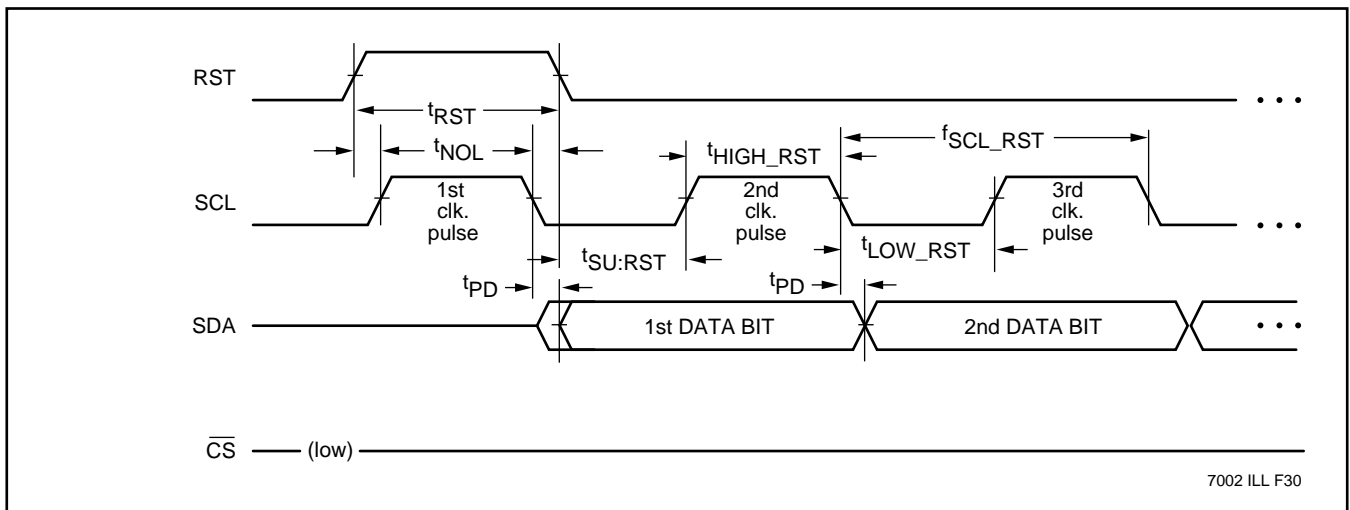 RST
tRST
tNOL
tHIGH_RST
fSCL_RST
SCL
1st
clk.
pulse
2nd
clk.
pulse
3rd
clk.
pulse
tSU:RST
tLOW_RST
tPD
tPD
SDA
1st DATA BIT
2nd DATA BIT
CS
(low)
7002 ILL F30